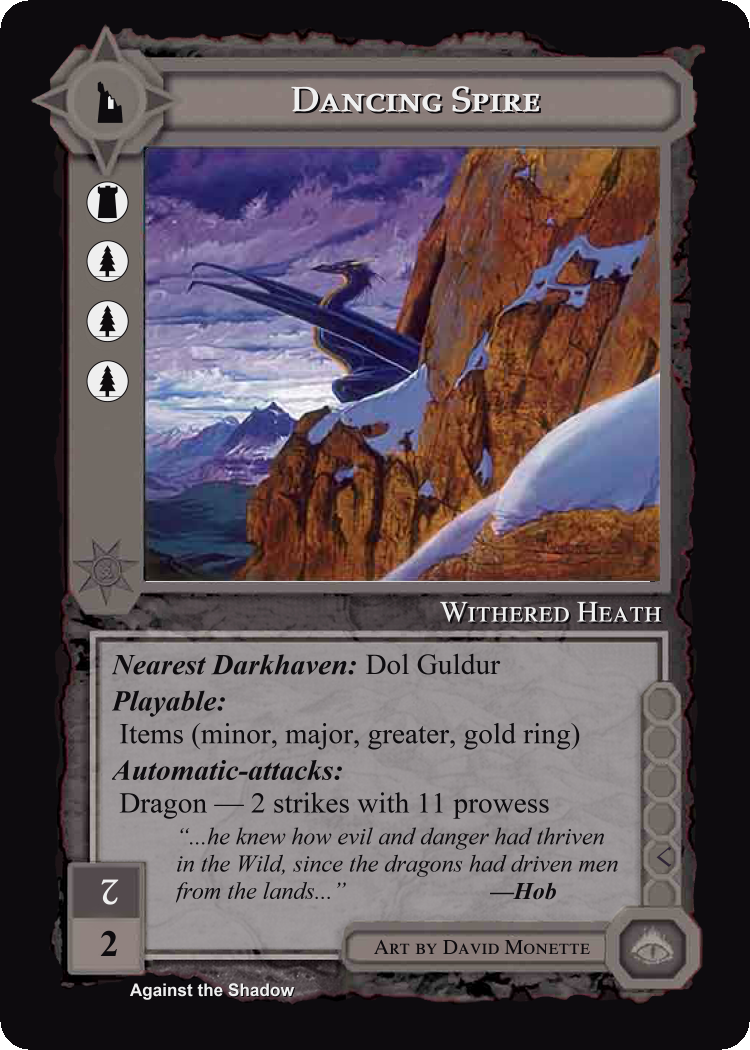 Dancing Spire
Withered Heath
Nearest Darkhaven: Dol Guldur
Playable:
Items (minor, major, greater, gold ring)
Automatic-attacks:
Dragon — 2 strikes with 11 prowess
“...he knew how evil and danger had thriven
in the Wild, since the dragons had driven men
from the lands...” —Hob
2
2
Art by David Monette
Against the Shadow